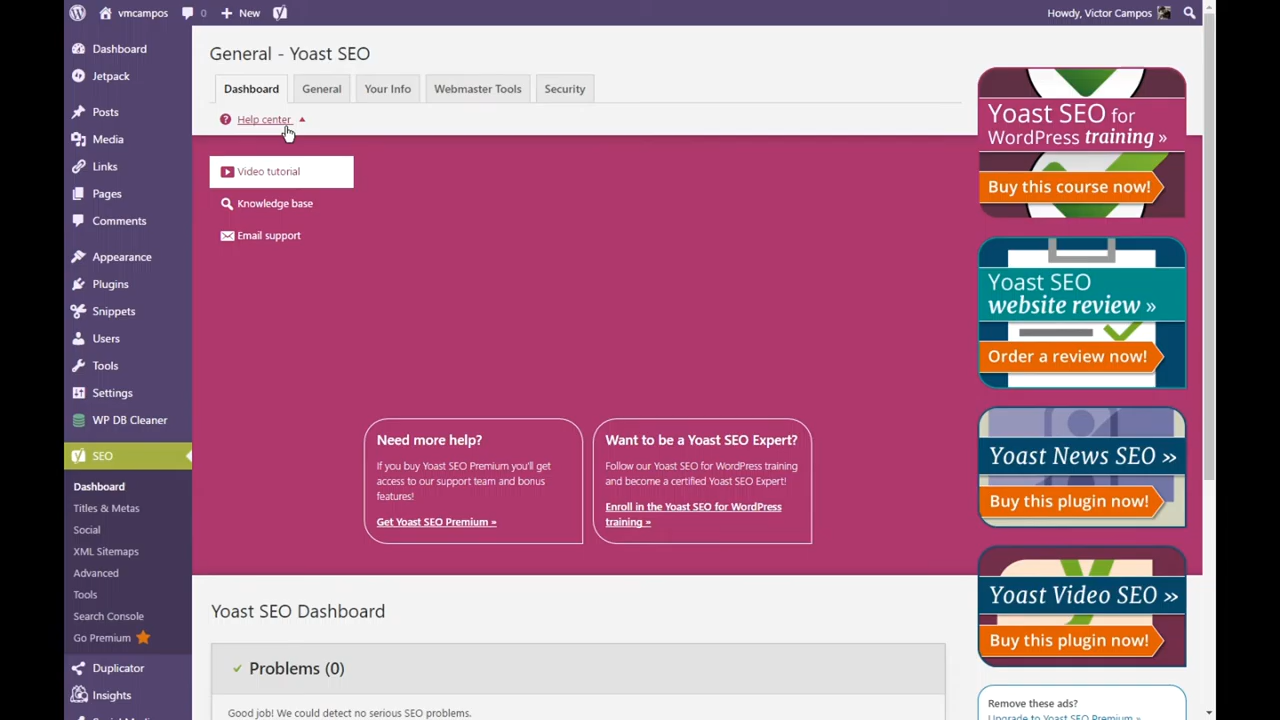 vmcampos
0
New
Howdy, Victor Campos
Dashboard
Jetpack
Posts
Media
Links
Pages
Comments
Appearance
Plugins
Snippets
Users
Tools
Settings
WP DB Cleaner
SEO
Dashboard
Titles & Metas
Social
XML Sitemaps
Advanced
Tools
Search Console
Go Premium
Duplicator
Insights
General - Yoast SEO
Dashboard
General
Your Info
Webmaster Tools
Security
Help center
Video tutorial
Knowledge base
Email support
Need more help?
If you buy Yoast SEO Premium you'll get
access to our support team and bonus
features!
Get Yoast SEO Premium »
Want to be a Yoast SEO Expert?
Follow our Yoast SEO for WordPress training
and become a certified Yoast SEO Expert!
Enroll in the Yoast SEO for WordPress
training »
Yoast SEO Dashboard
Problems (0)
Good job! We could detect no serious SEO problems.
Yoast SEO for
WordPress training »
Buy this course now!
Yoast SEO
website review »
Order a review now!
Yoast News SEO »
Buy this plugin now!
Yoast Video SEO »
Buy this plugin now!
Remove these ads?
Upgrade to Yoast SEO Premium »